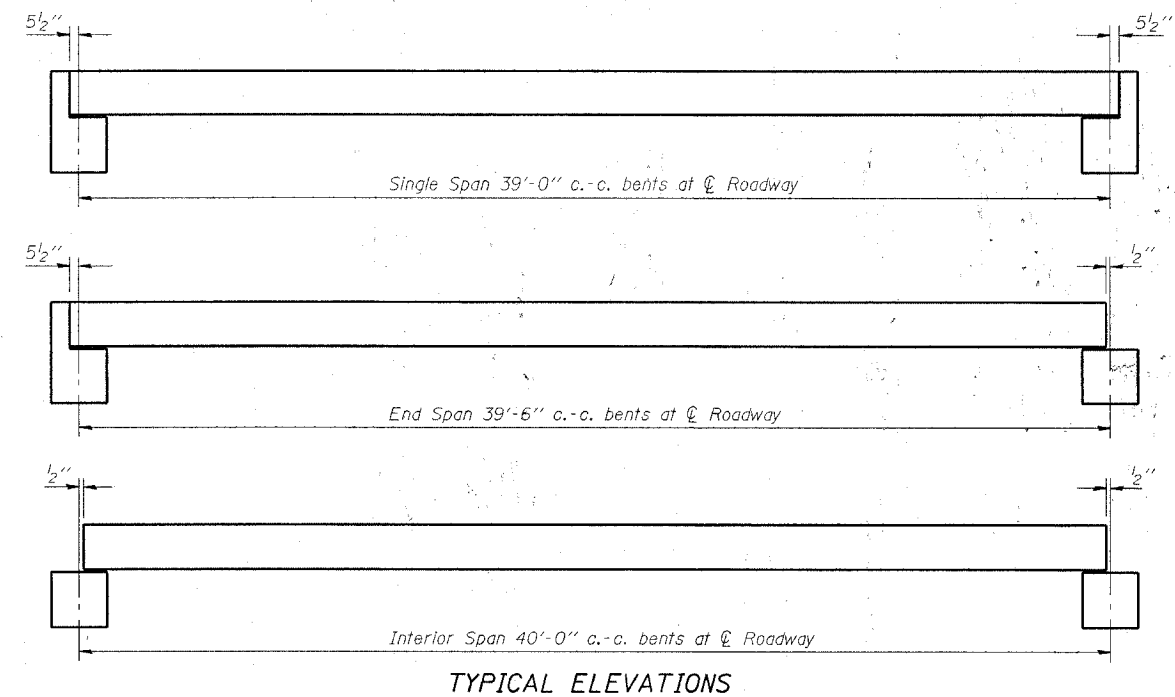 5½″ 5½″
Single Span 39'-0″ c.-c. bents at ℄ Roadway
5½″ ½″
End Span 39'-6″ c.-c. bents at ℄ Roadway
½″ ½″
Interior Span 40'-0″ c.-c. bents at ℄ Roadway
TYPICAL ELEVATIONS